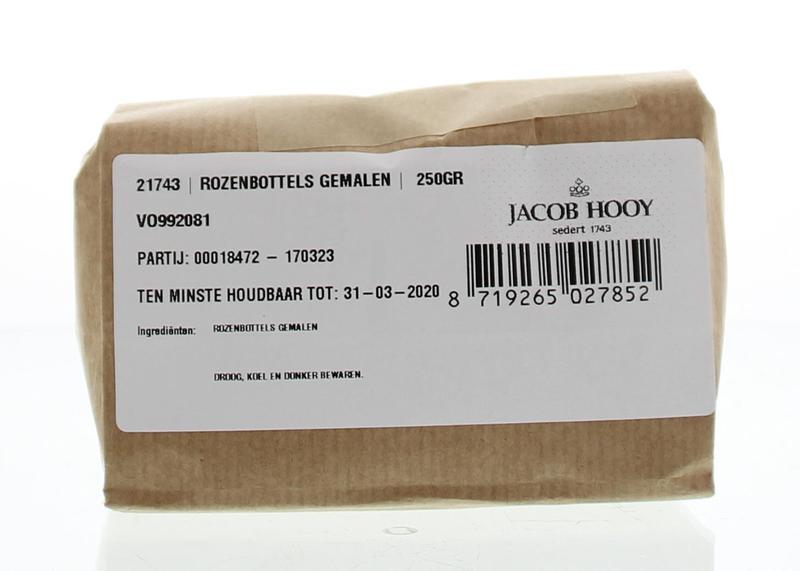 21743 | ROZENBOTTELS GEMALEN | 250GR
VO992081
JACOB HOOY
sedert 1743
PARTIJ: 00018472 – 170323
TEN MINSTE HOUDBAAR TOT: 31–03–2020
8 719265 027852
Ingrediënten: ROZENBOTTELS GEMALEN
DROOG, KOEL EN DONKER BEWAREN.